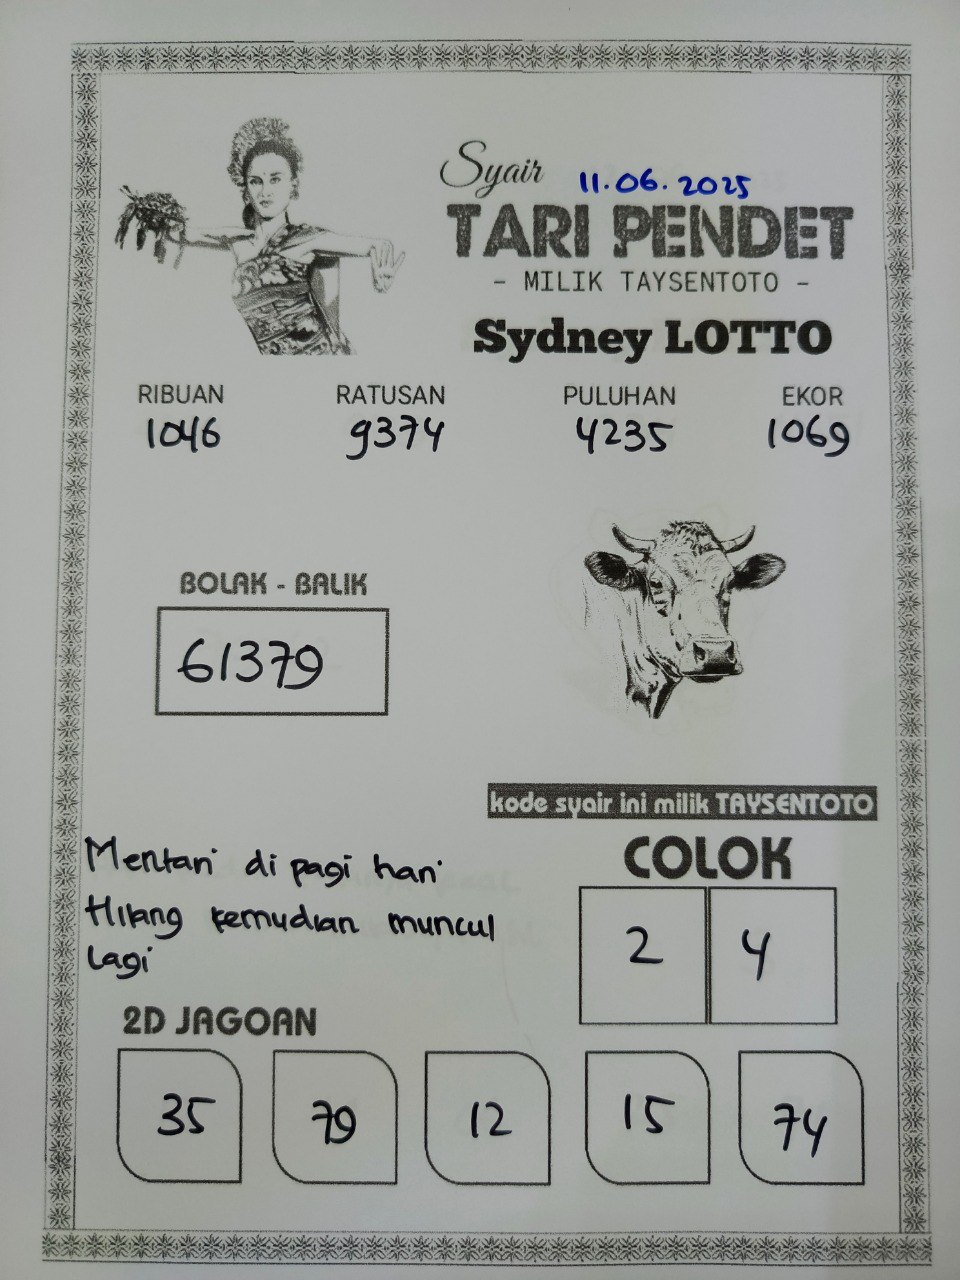 Syair 11.06.2025
TARI PENDET
- MILIK TAYSENTOTO -
Sydney LOTTO
RIBUAN RATUSAN PULUHAN EKOR
1046 9374 4235 1069
BOLAK - BALIK
61379
kode syair ini milik TAYSENTOTO
Mentari di pagi hari
Hilang kemudian muncul
Lagi
COLOK
2 4
2D JAGOAN
35 79 12 15 74